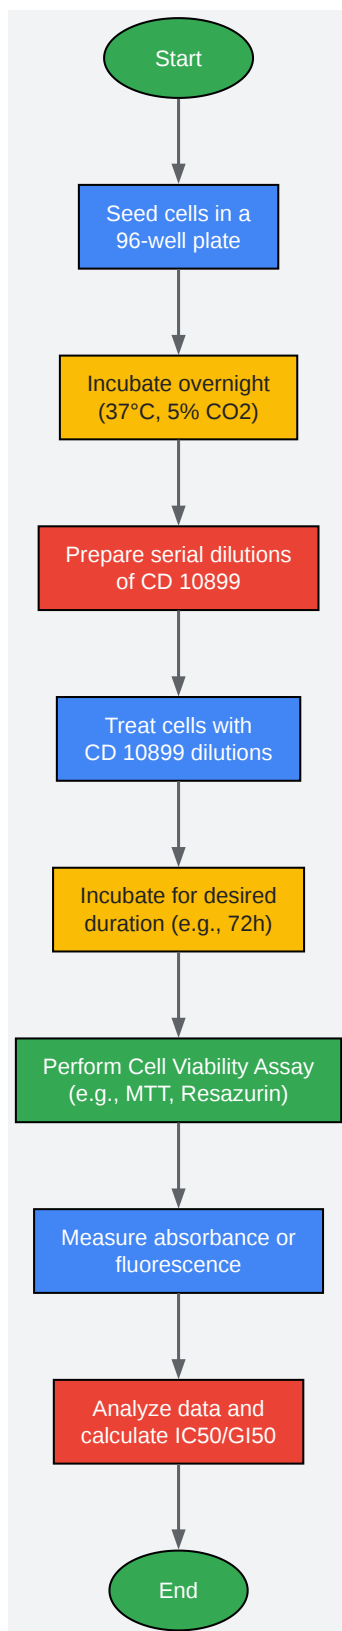 Start
Seed cells in a
96-well plate
Incubate overnight
(37°C, 5% CO2)
Prepare serial dilutions
of CD 10899
Treat cells with
CD 10899 dilutions
Incubate for desired
duration (e.g., 72h)
Perform Cell Viability Assay
(e.g., MTT, Resazurin)
Measure absorbance or
fluorescence
Analyze data and
calculate IC50/GI50
End